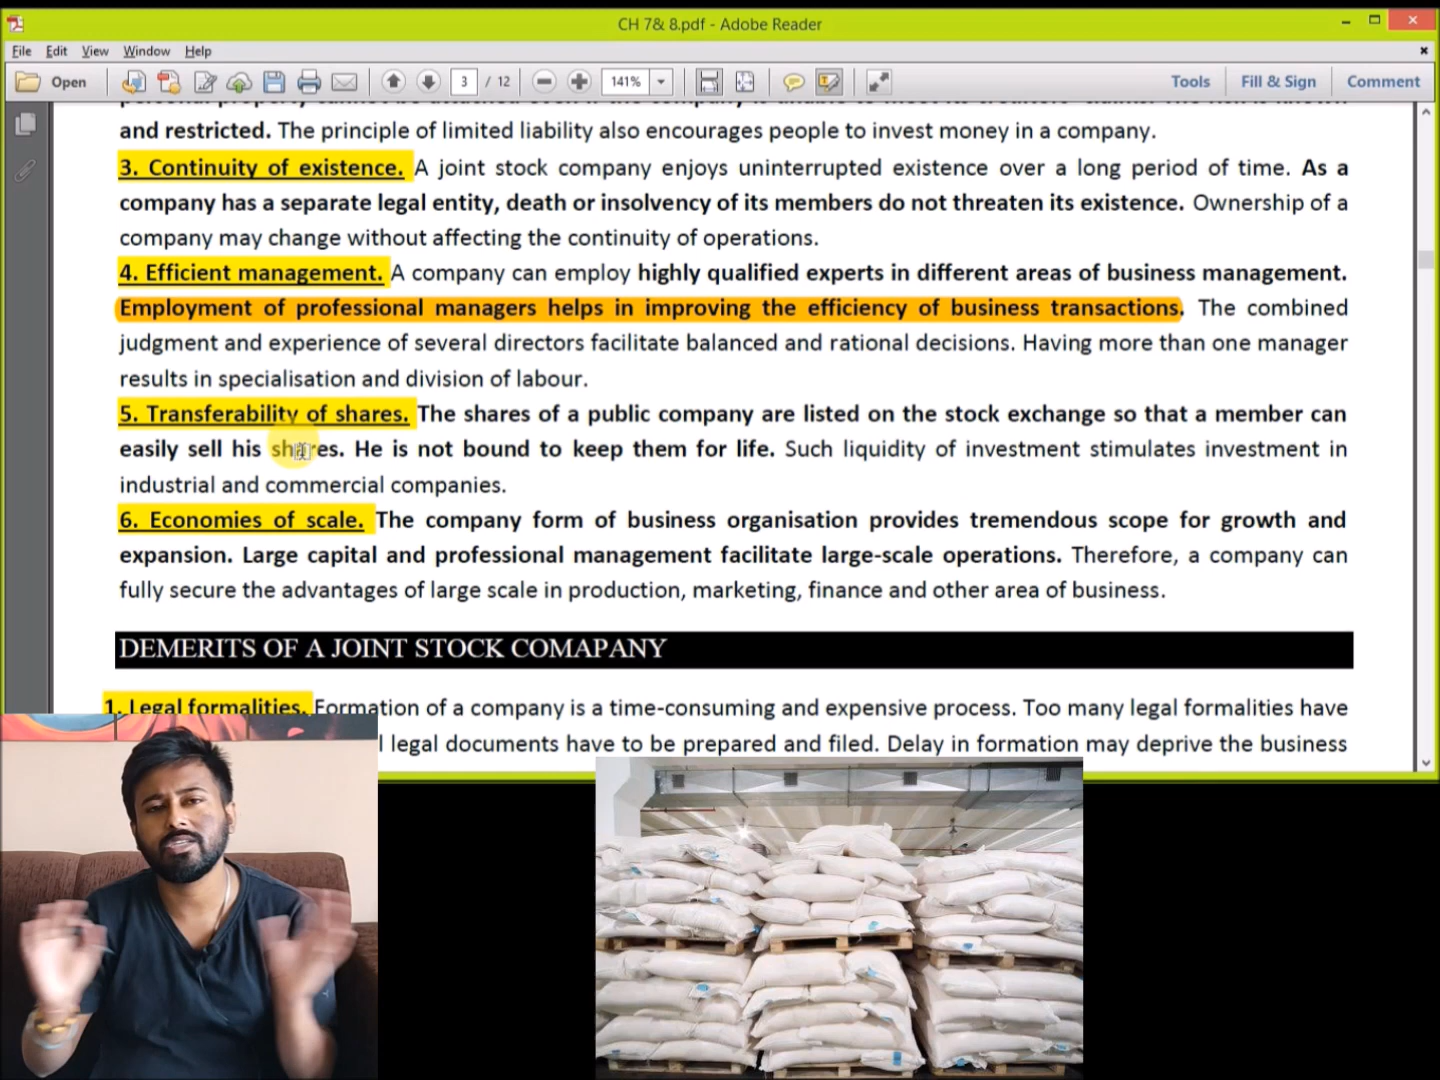 CH 7& 8.pdf - Adobe Reader
File Edit View Window Help
Open 3 / 12 141% Tools Fill & Sign Comment
and restricted. The principle of limited liability also encourages people to invest money in a company.
3. Continuity of existence. A joint stock company enjoys uninterrupted existence over a long period of time. As a
company has a separate legal entity, death or insolvency of its members do not threaten its existence. Ownership of a
company may change without affecting the continuity of operations.
4. Efficient management. A company can employ highly qualified experts in different areas of business management.
Employment of professional managers helps in improving the efficiency of business transactions. The combined
judgment and experience of several directors facilitate balanced and rational decisions. Having more than one manager
results in specialisation and division of labour.
5. Transferability of shares. The shares of a public company are listed on the stock exchange so that a member can
easily sell his shares. He is not bound to keep them for life. Such liquidity of investment stimulates investment in
industrial and commercial companies.
6. Economies of scale. The company form of business organisation provides tremendous scope for growth and
expansion. Large capital and professional management facilitate large-scale operations. Therefore, a company can
fully secure the advantages of large scale in production, marketing, finance and other area of business.
DEMERITS OF A JOINT STOCK COMAPANY
1. Legal formalities. Formation of a company is a time-consuming and expensive process. Too many legal formalities have
legal documents have to be prepared and filed. Delay in formation may deprive the business